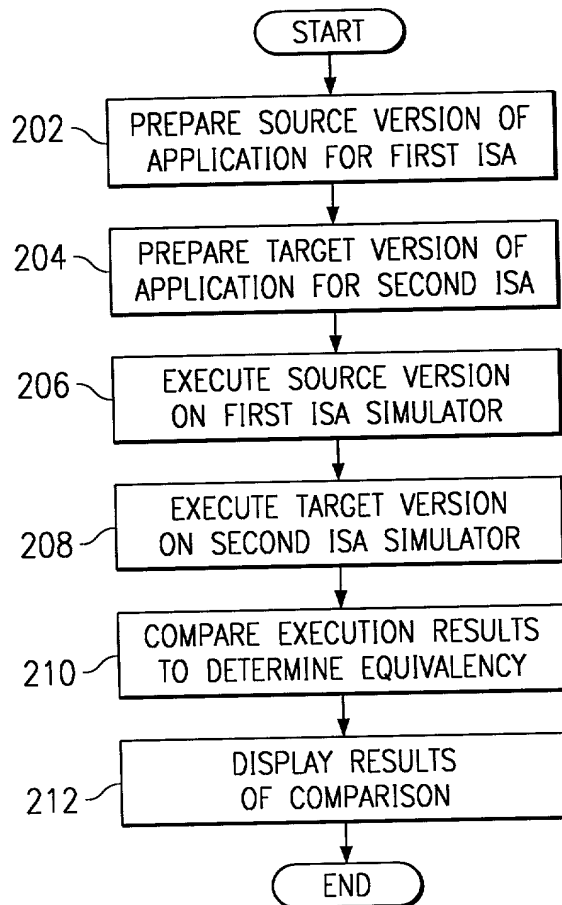 START
202
PREPARE SOURCE VERSION OF
APPLICATION FOR FIRST ISA
204
PREPARE TARGET VERSION OF
APPLICATION FOR SECOND ISA
206
EXECUTE SOURCE VERSION
ON FIRST ISA SIMULATOR
208
EXECUTE TARGET VERSION
ON SECOND ISA SIMULATOR
210
COMPARE EXECUTION RESULTS
TO DETERMINE EQUIVALENCY
212
DISPLAY RESULTS
OF COMPARISON
END